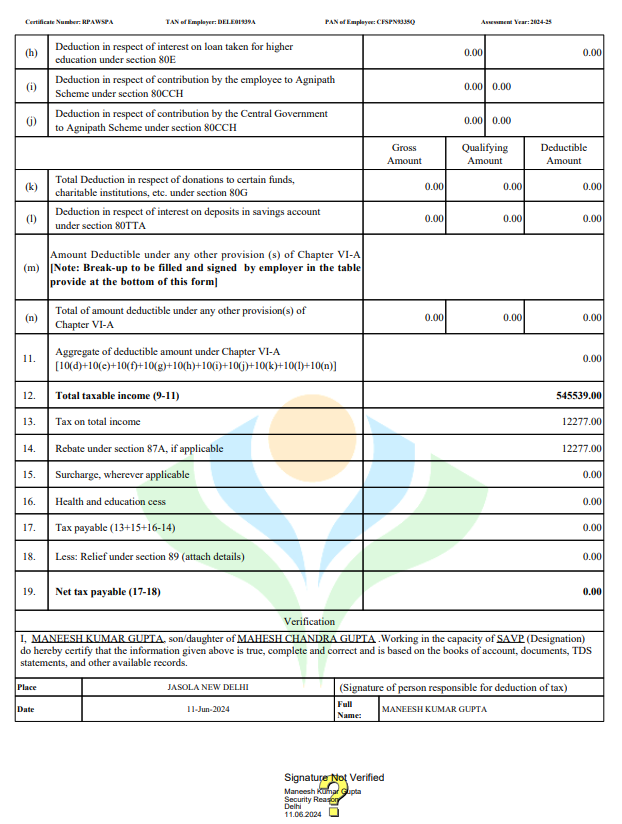 Certificate Number: RPAWSPA TAN of Employer: DELE01939A PAN of Employee: CFSPN9335Q Assessment Year: 2024-25
(h) Deduction in respect of interest on loan taken for higher
education under section 80E 0.00 0.00
(i) Deduction in respect of contribution by the employee to Agnipath
Scheme under section 80CCH 0.00 0.00
(j) Deduction in respect of contribution by the Central Government
to Agnipath Scheme under section 80CCH 0.00 0.00
Gross Qualifying Deductible
Amount Amount Amount
(k) Total Deduction in respect of donations to certain funds,
charitable institutions, etc. under section 80G 0.00 0.00 0.00
(l) Deduction in respect of interest on deposits in savings account
under section 80TTA 0.00 0.00 0.00
Amount Deductible under any other provision (s) of Chapter VI-A
(m) [Note: Break-up to be filled and signed by employer in the table
provide at the bottom of this form]
(n) Total of amount deductible under any other provision(s) of
Chapter VI-A 0.00 0.00 0.00
11. Aggregate of deductible amount under Chapter VI-A
[10(d)+10(e)+10(f)+10(g)+10(h)+10(i)+10(j)+10(k)+10(l)+10(n)] 0.00
12. Total taxable income (9-11) 545539.00
13. Tax on total income 12277.00
14. Rebate under section 87A, if applicable 12277.00
15. Surcharge, wherever applicable 0.00
16. Health and education cess 0.00
17. Tax payable (13+15+16-14) 0.00
18. Less: Relief under section 89 (attach details) 0.00
19. Net tax payable (17-18) 0.00
Verification
I, MANEESH KUMAR GUPTA, son/daughter of MAHESH CHANDRA GUPTA .Working in the capacity of SAVP (Designation)
do hereby certify that the information given above is true, complete and correct and is based on the books of account, documents, TDS
statements, and other available records.
Place JASOLA NEW DELHI (Signature of person responsible for deduction of tax)
Date 11-Jun-2024 Full
Name: MANEESH KUMAR GUPTA
Signature Not Verified
Maneesh Kumar Gupta
Security Reason
Delhi
11.06.2024